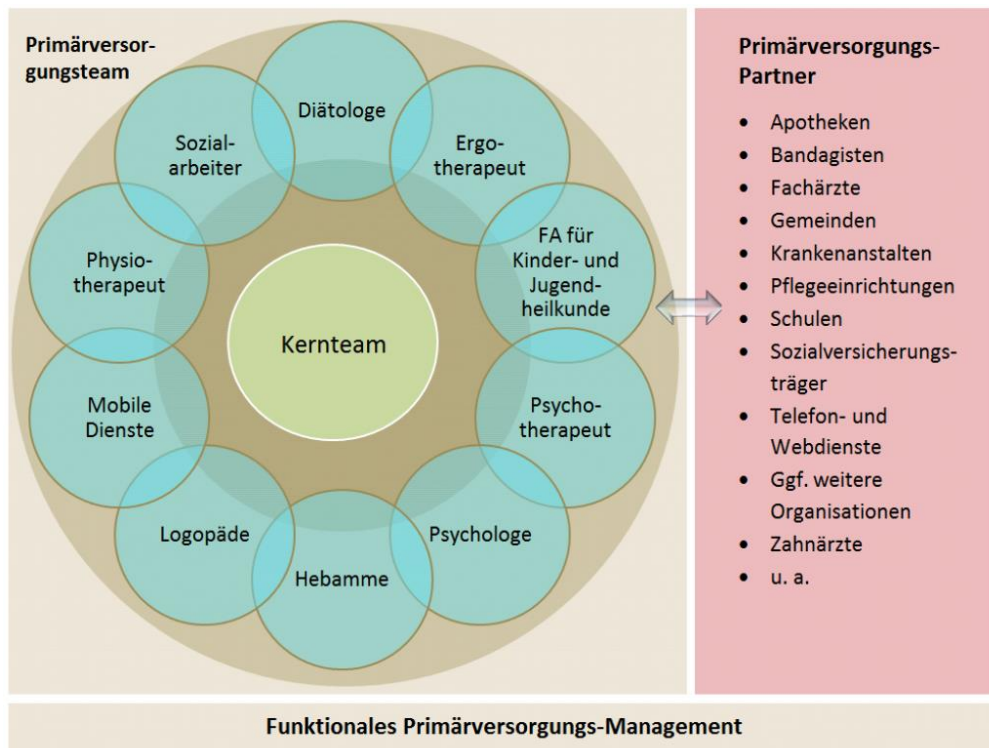 Primärversor-
gungsteam
Diätologe
Ergo-
therapeut
FA für
Kinder- und
Jugend-
heilkunde
Psycho-
therapeut
Psychologe
Hebamme
Logopäde
Mobile
Dienste
Physio-
therapeut
Sozial-
arbeiter
Kernteam
Primärversorgungs-
Partner
• Apotheken
• Bandagisten
• Fachärzte
• Gemeinden
• Krankenanstalten
• Pflegeeinrichtungen
• Schulen
• Sozialversicherungs-
träger
• Telefon- und
Webdienste
• Ggf. weitere
Organisationen
• Zahnärzte
• u. a.
Funktionales Primärversorgungs-Management